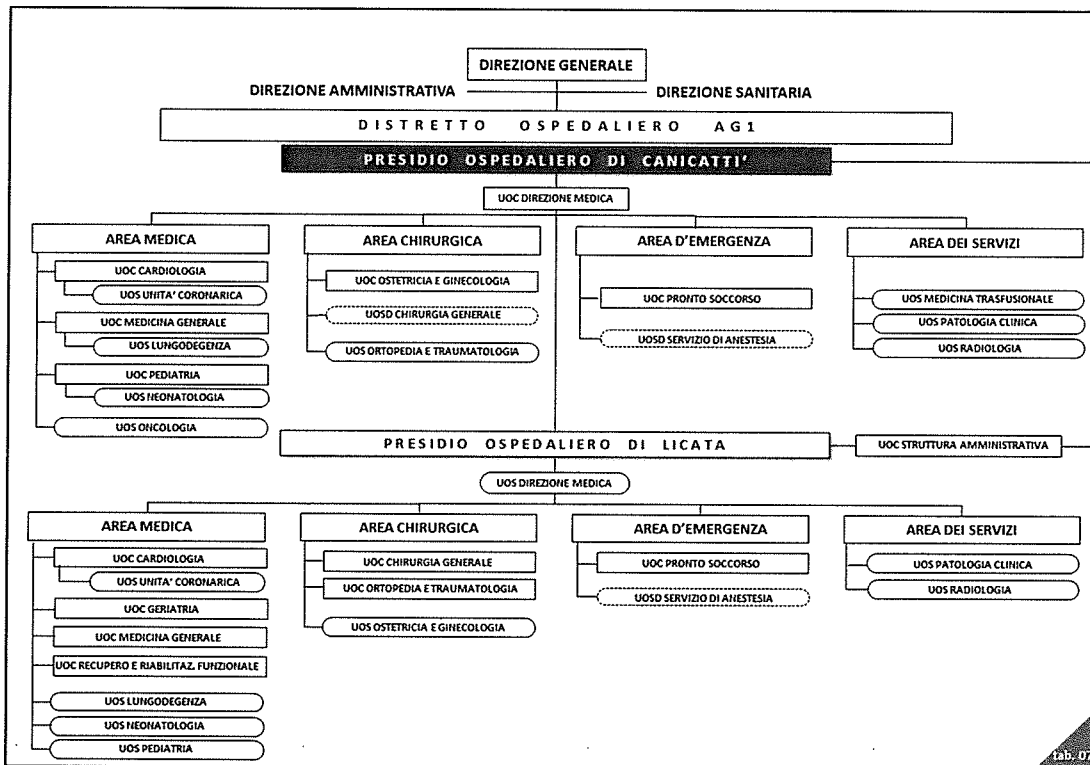 DIREZIONE GENERALE
DIREZIONE AMMINISTRATIVA
DIREZIONE SANITARIA
DISTRETTO OSPEDALIERO AG1
PRESIDIO OSPEDALIERO DI CANICATTI'
UOC DIREZIONE MEDICA
AREA MEDICA
UOC CARDIOLOGIA
UOS UNITA' CORONARICA
UOC MEDICINA GENERALE
UOS LUNGODEGENZA
UOC PEDIATRIA
UOS NEONATOLOGIA
UOS ONCOLOGIA
AREA CHIRURGICA
UOC OSTETRICIA E GINECOLOGIA
UOSD CHIRURGIA GENERALE
UOS ORTOPEDIA E TRAUMATOLOGIA
AREA D'EMERGENZA
UOC PRONTO SOCCORSO
UOSD SERVIZIO DI ANESTESIA
AREA DEI SERVIZI
UOS MEDICINA TRASFUSIONALE
UOS PATOLOGIA CLINICA
UOS RADIOLOGIA
PRESIDIO OSPEDALIERO DI LICATA
UOC STRUTTURA AMMINISTRATIVA
UOS DIREZIONE MEDICA
AREA MEDICA
UOC CARDIOLOGIA
UOS UNITA' CORONARICA
UOC GERIATRIA
UOC MEDICINA GENERALE
UOC RECUPERO E RIABILITAZ. FUNZIONALE
UOS LUNGODEGENZA
UOS NEONATOLOGIA
UOS PEDIATRIA
AREA CHIRURGICA
UOC CHIRURGIA GENERALE
UOC ORTOPEDIA E TRAUMATOLOGIA
UOS OSTETRICIA E GINECOLOGIA
AREA D'EMERGENZA
UOC PRONTO SOCCORSO
UOSD SERVIZIO DI ANESTESIA
AREA DEI SERVIZI
UOS PATOLOGIA CLINICA
UOS RADIOLOGIA
tab. 07